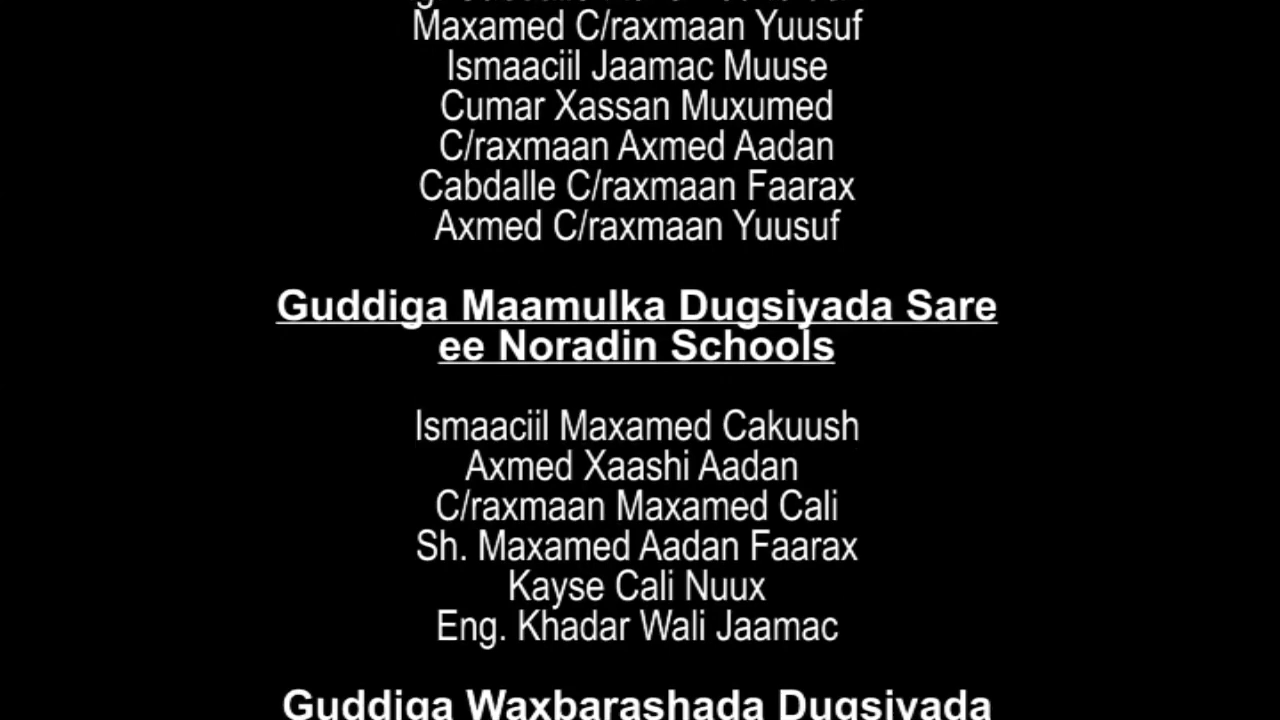 Maxamed C/raxmaan Yuusuf
Ismaaciil Jaamac Muuse
Cumar Xassan Muxumed
C/raxmaan Axmed Aadan
Cabdalle C/raxmaan Faarax
Axmed C/raxmaan Yuusuf
Guddiga Maamulka Dugsiyada Sare
ee Noradin Schools
Ismaaciil Maxamed Cakuush
Axmed Xaashi Aadan
C/raxmaan Maxamed Cali
Sh. Maxamed Aadan Faarax
Kayse Cali Nuux
Eng. Khadar Wali Jaamac
Guddiga Waxbarashada Dugsiyada